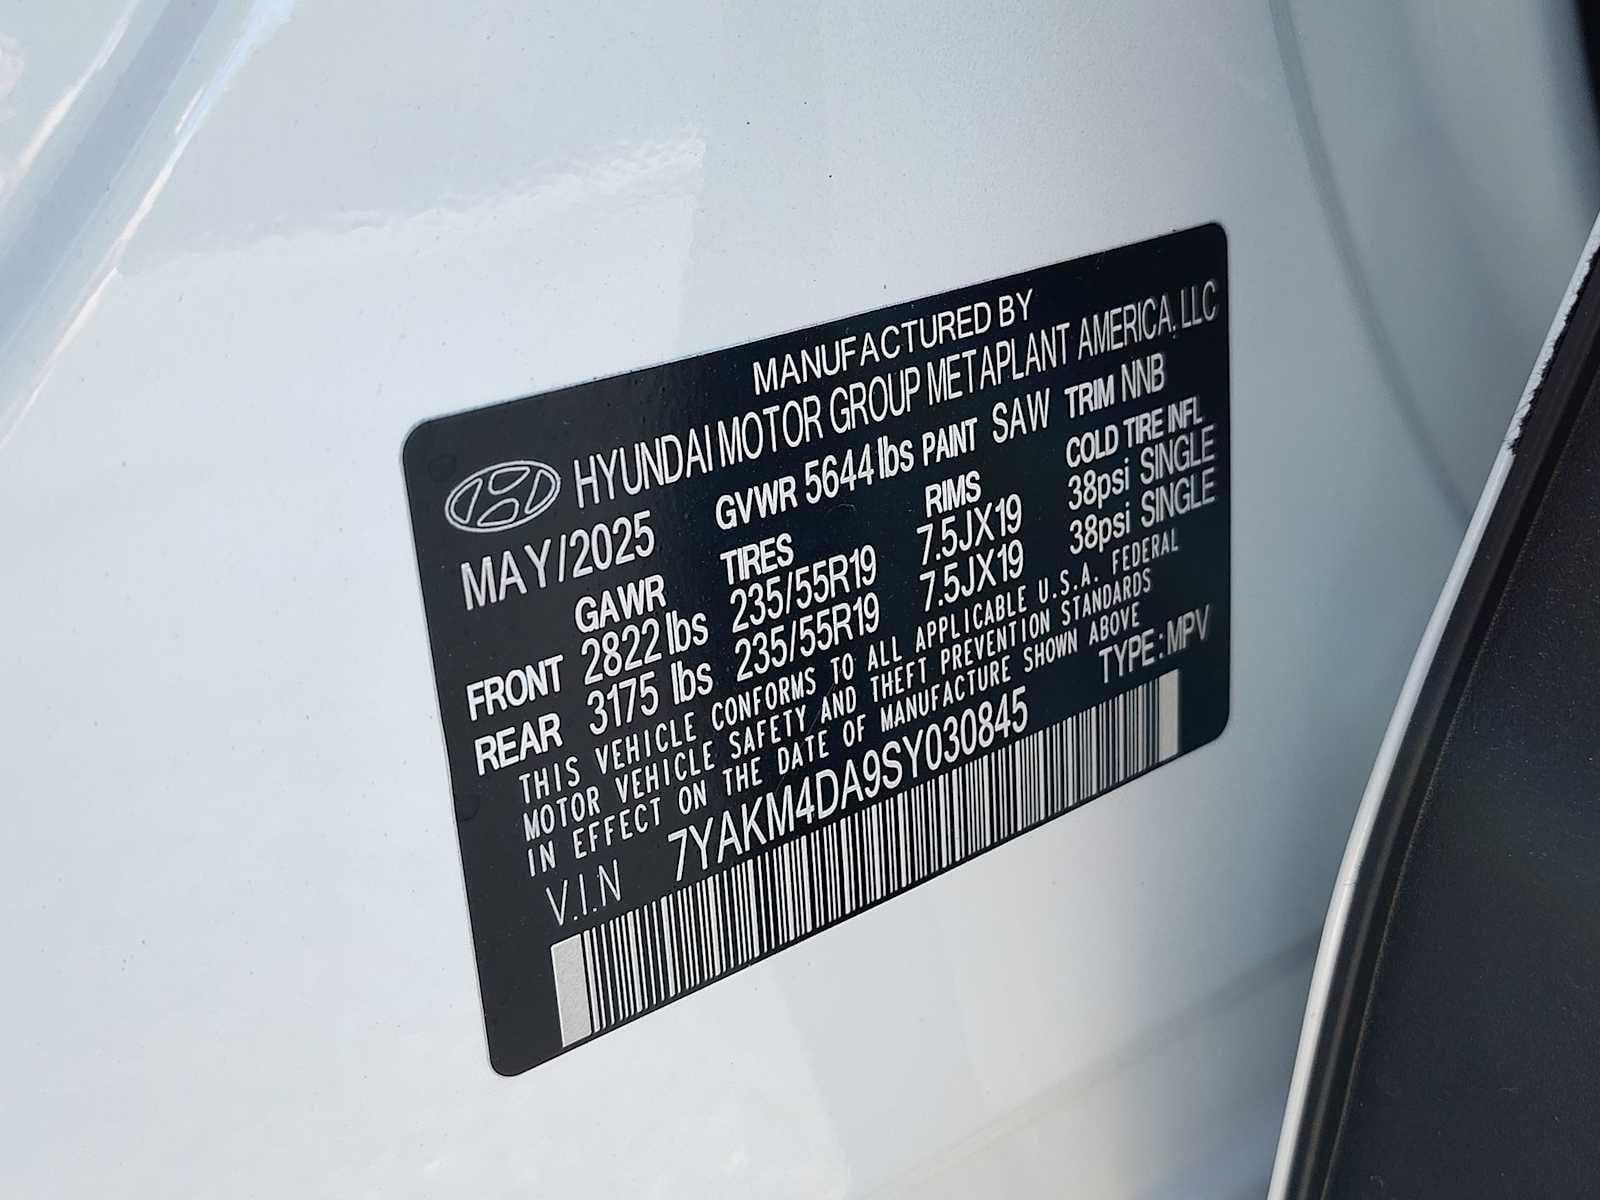 MANUFACTURED BY
HYUNDAI MOTOR GROUP METAPLANT AMERICA, LLC
MAY/2025 GVWR 5644 lbs PAINT SAW TRIM NNB
GAWR TIRES RIMS COLD TIRE INFL
FRONT 2822 lbs 235/55R19 7.5JX19 38psi SINGLE
REAR 3175 lbs 235/55R19 7.5JX19 38psi SINGLE
THIS VEHICLE CONFORMS TO ALL APPLICABLE U.S.A. FEDERAL
MOTOR VEHICLE SAFETY AND THEFT PREVENTION STANDARDS
IN EFFECT ON THE DATE OF MANUFACTURE SHOWN ABOVE
V.I.N 7YAKM4DA9SY030845 TYPE: MPV